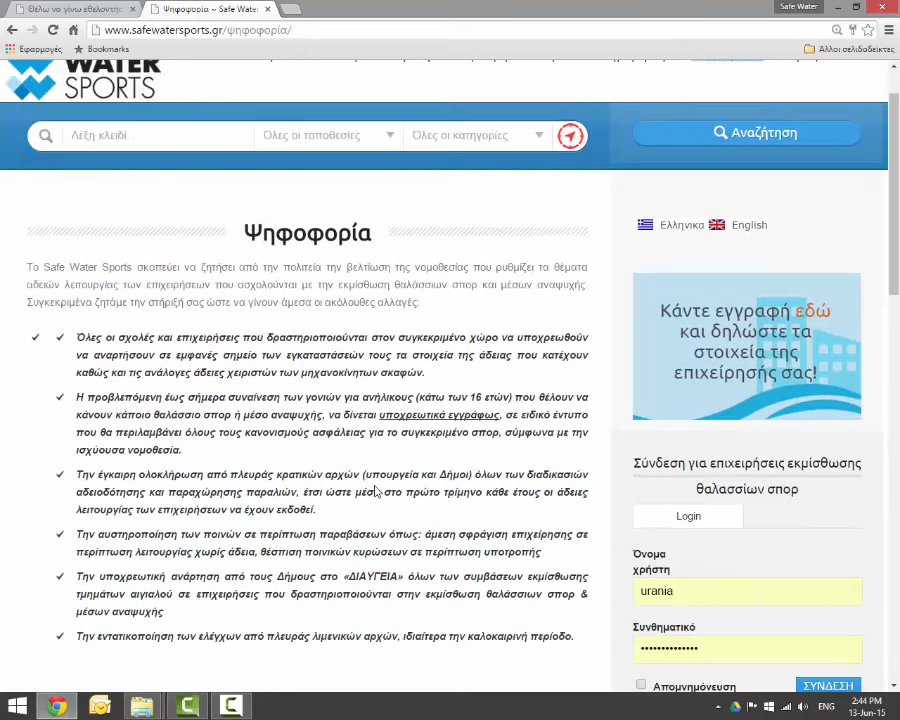 Θέλω να γίνω εθελοντής
Ψηφοφορία ~ Safe Wate
Safe Water
www.safewatersports.gr/ψηφοφορία/
Εφαρμογές
Bookmarks
Άλλοι σελιδοδείκτες
WATER
SPORTS
Λέξη κλειδί...
Όλες οι τοποθεσίες
Όλες οι κατηγορίες
Αναζήτηση
Ψηφοφορία
Το Safe Water Sports σκοπεύει να ζητήσει από την πολιτεία την βελτίωση της νομοθεσίας που ρυθμίζει τα θέματα
αδειών λειτουργίας των επιχειρήσεων που ασχολούνται με την εκμίσθωση θαλάσσιων σπορ και μέσων αναψυχής.
Συγκεκριμένα ζητάμε την στήριξή σας ώστε να γίνουν άμεσα οι ακόλουθες αλλαγές:
Όλες οι σχολές και επιχειρήσεις που δραστηριοποιούνται στον συγκεκριμένο χώρο να υποχρεωθούν
να αναρτήσουν σε εμφανές σημείο των εγκαταστάσεών τους τα στοιχεία της άδειας που κατέχουν
καθώς και τις ανάλογες άδειες χειριστών των μηχανοκίνητων σκαφών.
Η προβλεπόμενη έως σήμερα συναίνεση των γονιών για ανήλικους (κάτω των 16 ετών) που θέλουν να
κάνουν κάποιο θαλάσσιο σπορ ή μέσο αναψυχής, να δίνεται υποχρεωτικά εγγράφως, σε ειδικό έντυπο
που θα περιλαμβάνει όλους τους κανονισμούς ασφάλειας για το συγκεκριμένο σπορ, σύμφωνα με την
ισχύουσα νομοθεσία.
Την έγκαιρη ολοκλήρωση από πλευράς κρατικών αρχών (υπουργεία και Δήμοι) όλων των διαδικασιών
αδειοδότησης και παραχώρησης παραλιών, έτσι ώστε μέσα στο πρώτο τρίμηνο κάθε έτους οι άδειες
λειτουργίας των επιχειρήσεων να έχουν εκδοθεί.
Την αυστηροποίηση των ποινών σε περίπτωση παραβάσεων όπως: άμεση σφράγιση επιχείρησης σε
περίπτωση λειτουργίας χωρίς άδεια, θέσπιση ποινικών κυρώσεων σε περίπτωση υποτροπής
Την υποχρεωτική ανάρτηση από τους Δήμους στο «ΔΙΑΥΓΕΙΑ» όλων των συμβάσεων εκμίσθωσης
τμημάτων αιγιαλού σε επιχειρήσεις που δραστηριοποιούνται στην εκμίσθωση θαλάσσιων σπορ &
μέσων αναψυχής
Την εντατικοποίηση των ελέγχων από πλευράς λιμενικών αρχών, ιδιαίτερα την καλοκαιρινή περίοδο.
Ελληνικα
English
Κάντε εγγραφή εδώ
και δηλώστε τα
στοιχεία της
επιχείρησής σας!
Σύνδεση για επιχειρήσεις εκμίσθωσης
θαλασσίων σπορ
Login
Όνομα
χρήστη
urania
Συνθηματικό
••••••••••••••
Απομνημόνευση
ΣΥΝΔΕΣΗ
ENG
2:44 PM
13-Jun-15